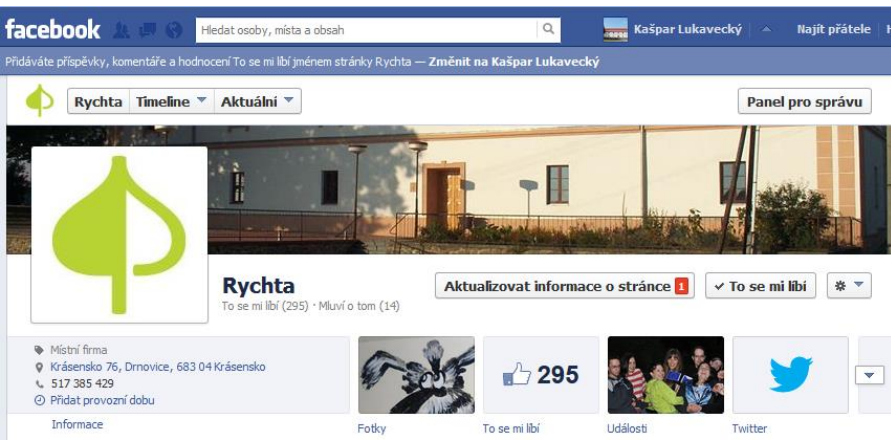 facebook
Hledat osoby, místa a obsah
Kašpar Lukavecký
Najít přátele
Přidáváte příspěvky, komentáře a hodnocení To se mi líbí jménem stránky Rychta — Změnit na Kašpar Lukavecký
Rychta Timeline Aktuální
Panel pro správu
Rychta
To se mi líbí (295) · Mluví o tom (14)
Aktualizovat informace o stránce 1
To se mi líbí
Místní firma
Krásensko 76, Drnovice, 683 04 Krásensko
517 385 429
Přidat provozní dobu
Informace
295
Fotky
To se mi líbí
Události
Twitter